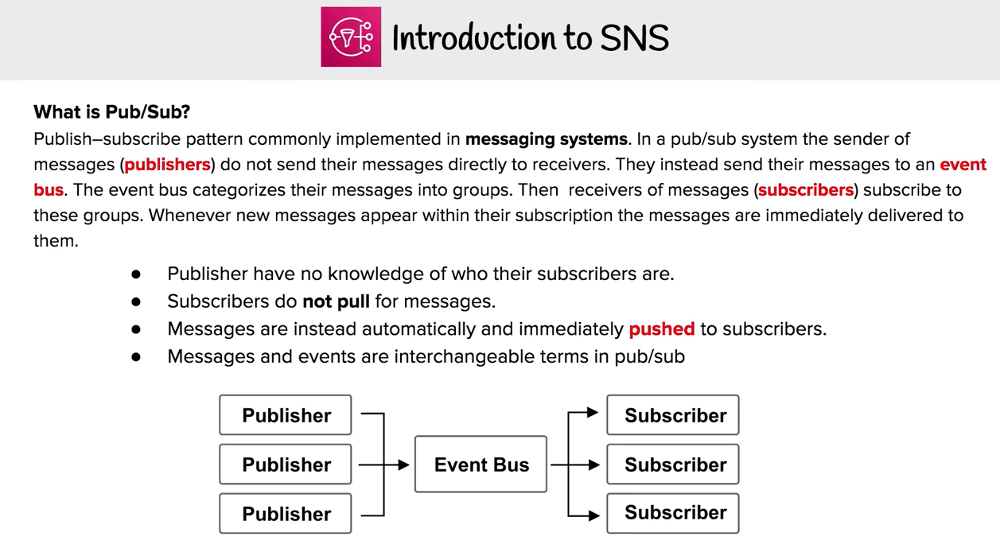 Introduction to SNS
What is Pub/Sub?
Publish–subscribe pattern commonly implemented in messaging systems. In a pub/sub system the sender of
messages (publishers) do not send their messages directly to receivers. They instead send their messages to an event
bus. The event bus categorizes their messages into groups. Then receivers of messages (subscribers) subscribe to
these groups. Whenever new messages appear within their subscription the messages are immediately delivered to
them.
● Publisher have no knowledge of who their subscribers are.
● Subscribers do not pull for messages.
● Messages are instead automatically and immediately pushed to subscribers.
● Messages and events are interchangeable terms in pub/sub
Publisher
Publisher
Publisher
Event Bus
Subscriber
Subscriber
Subscriber